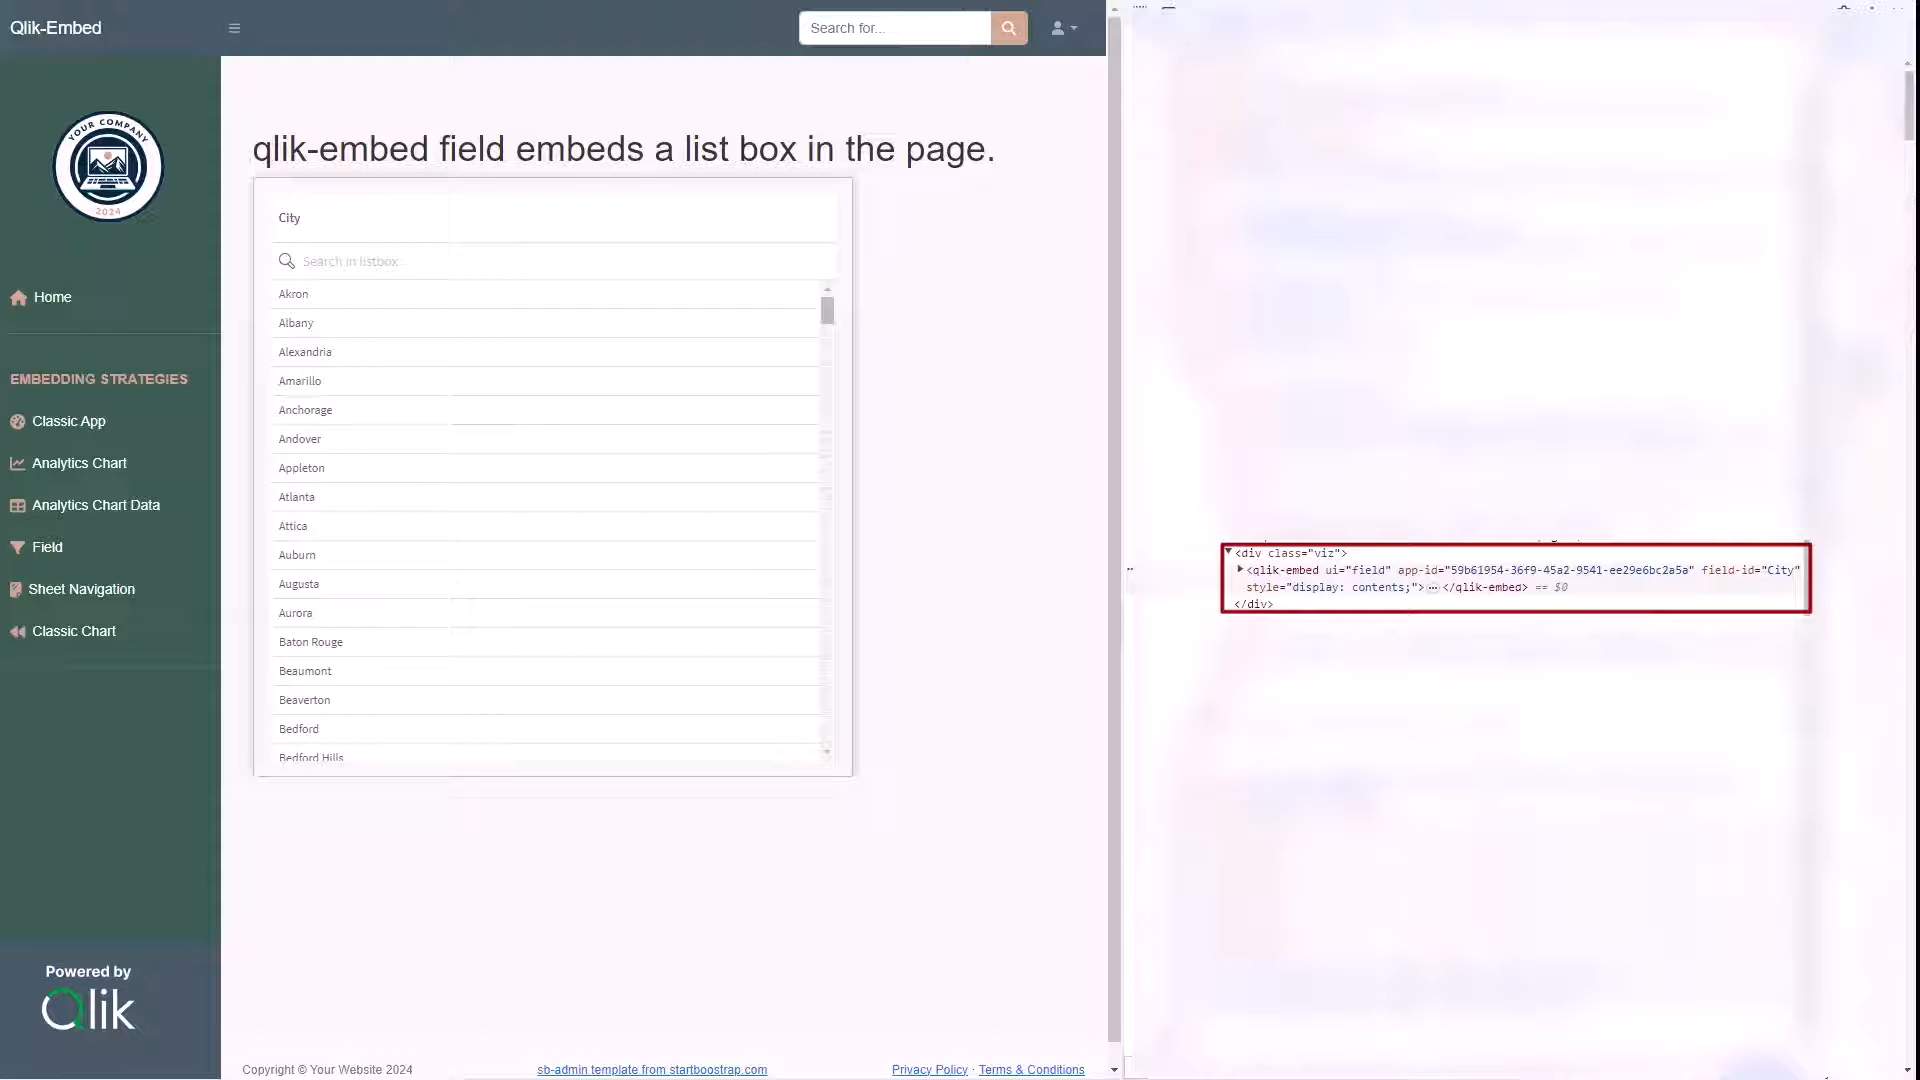 Qlik-Embed
Search for...
YOUR COMPANY
2024
Home
EMBEDDING STRATEGIES
Classic App
Analytics Chart
Analytics Chart Data
Field
Sheet Navigation
Classic Chart
Powered by
Qlik
qlik-embed field embeds a list box in the page.
City
Search in listbox
Akron
Albany
Alexandria
Amarillo
Anchorage
Andover
Appleton
Atlanta
Attica
Auburn
Augusta
Aurora
Baton Rouge
Beaumont
Beaverton
Bedford
Bedford Hills
Copyright © Your Website 2024
sb-admin template from startboostrap.com
Privacy Policy · Terms & Conditions
<div class="viz">
<qlik-embed ui="field" app-id="59b61954-36f9-45a2-9541-ee29e6bc2a5a" field-id="City"
style="display: contents;">⋯</qlik-embed> == $0
</div>